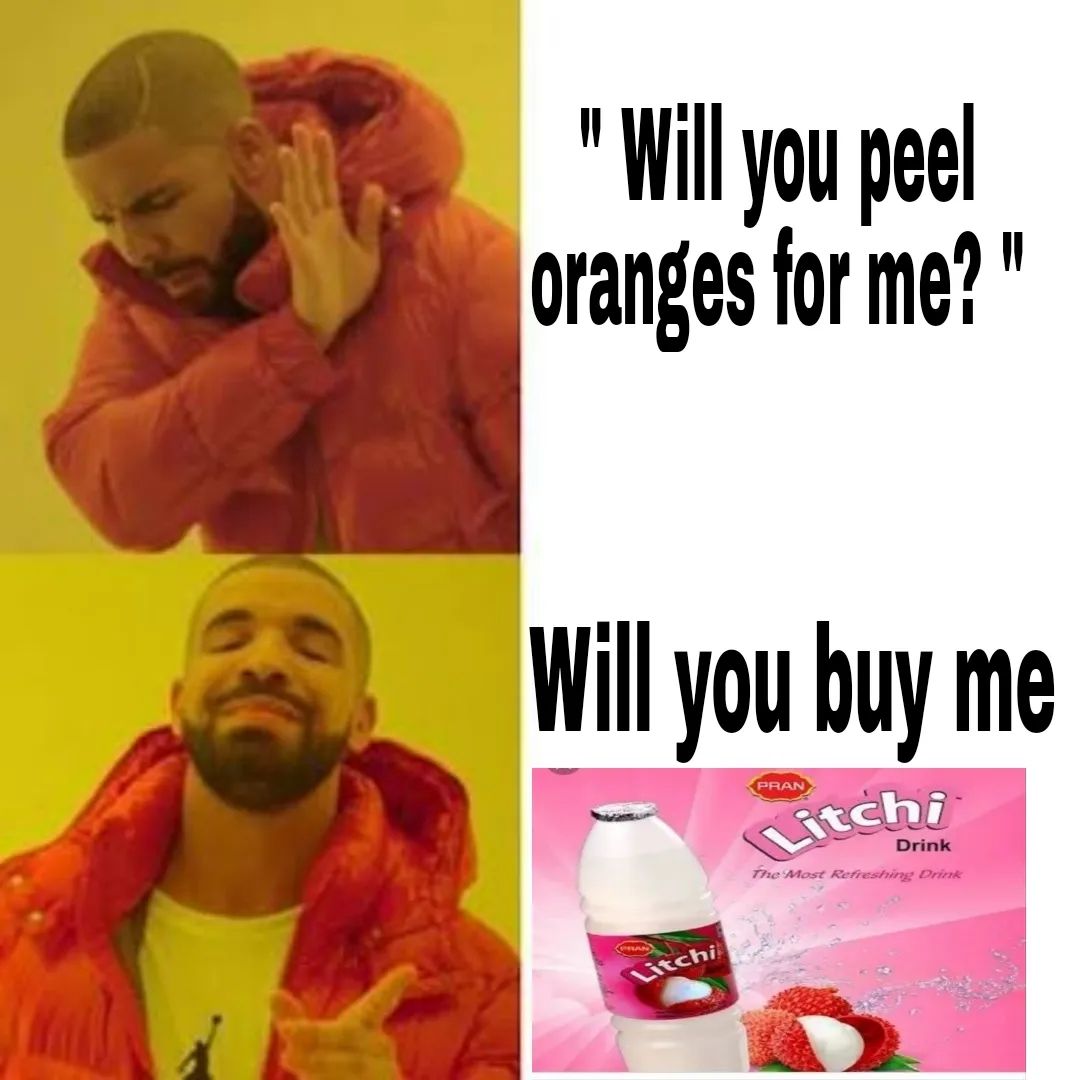 " Will you peel
oranges for me? "
Will you buy me
PRAN
Litchi
Drink
The Most Refreshing Drink
PRAN
Litchi